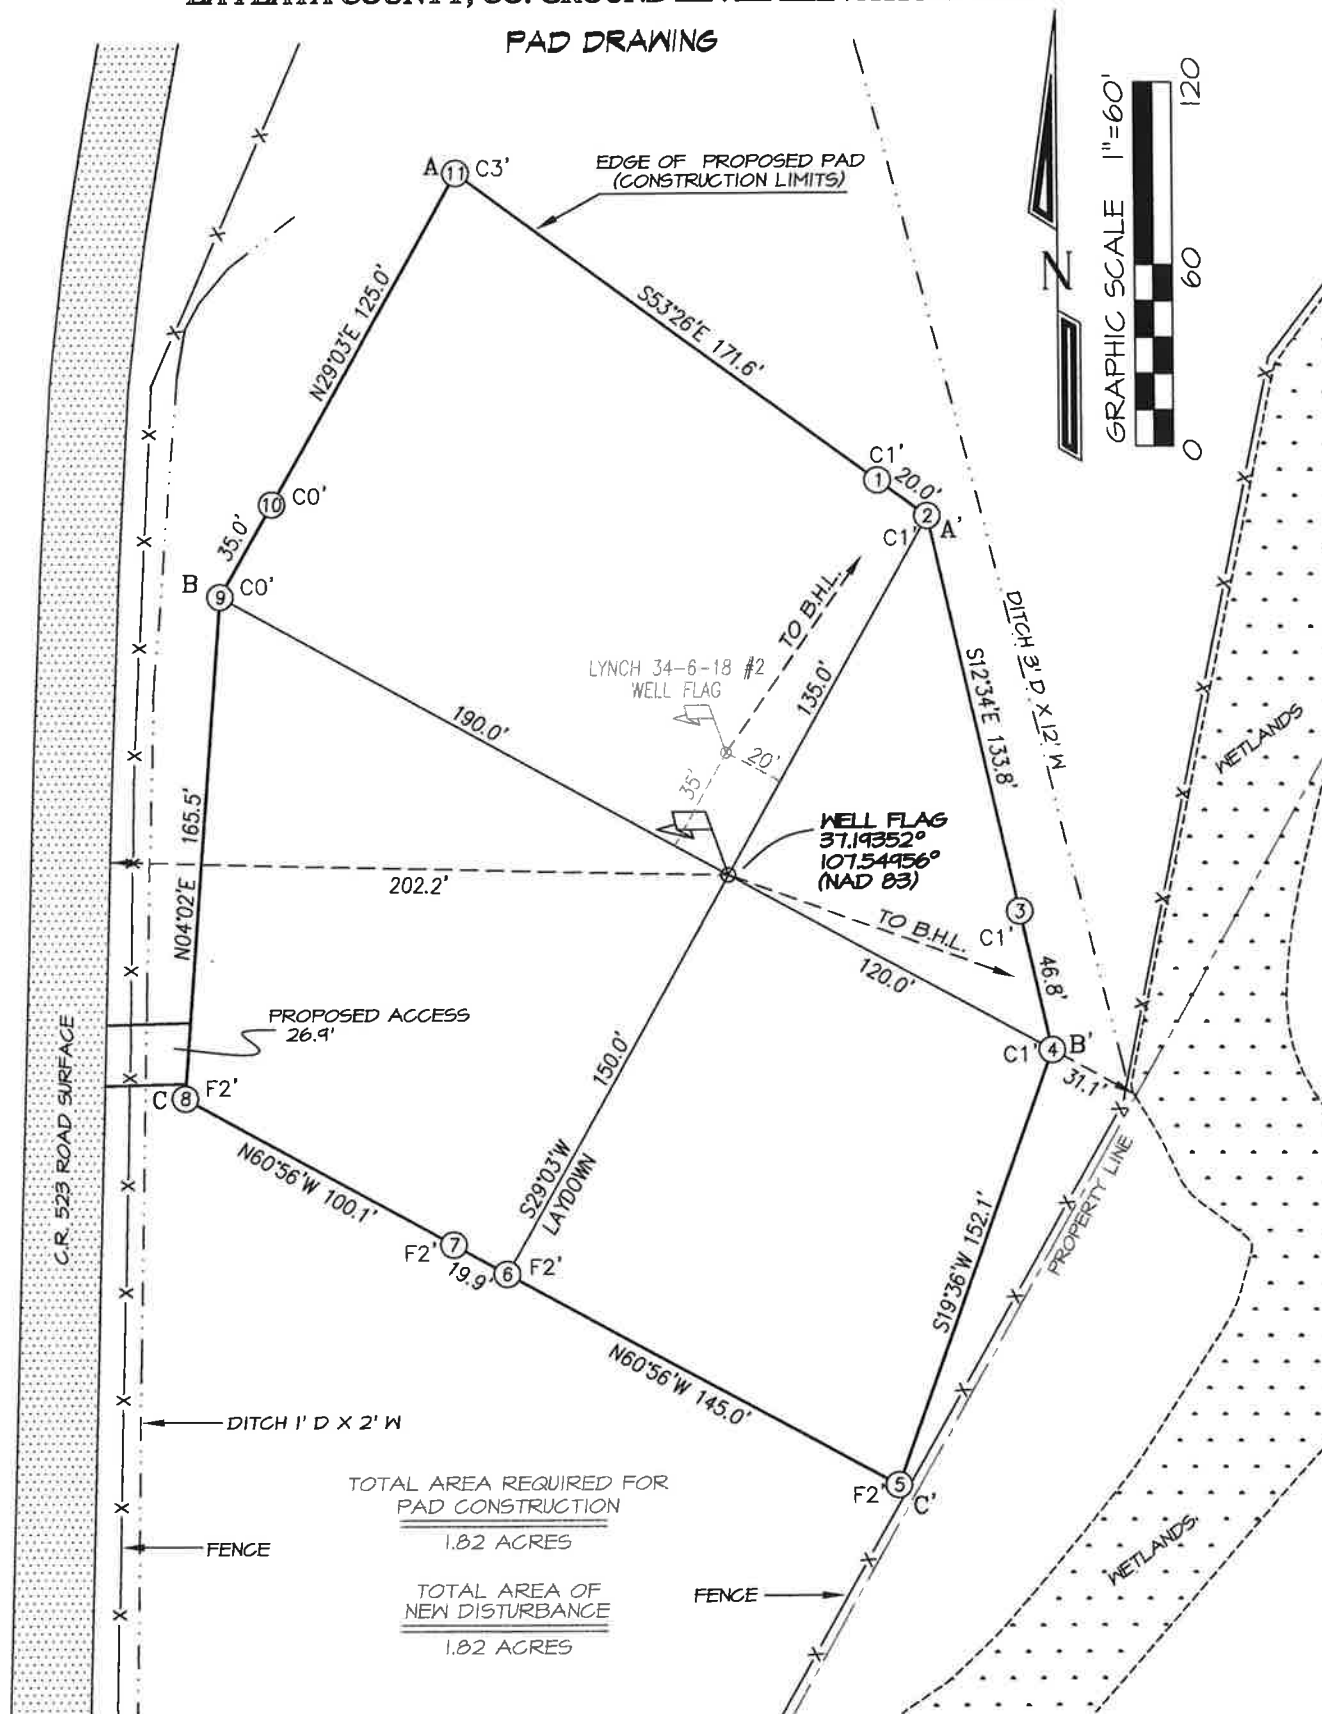 PAD DRAWING
120
60
0
GRAPHIC SCALE 1"=60'
N
EDGE OF PROPOSED PAD
(CONSTRUCTION LIMITS)
A 11 C3'
N29°03'E 125.0'
S53°26'E 171.6'
C1'
1
20.0'
2
C1' A'
10 C0'
35.0'
B
9 C0'
TO B.H.L.
DITCH 3' D X 12' W
S12°34'E 133.8'
LYNCH 34-6-18 #2
WELL FLAG
135.0'
190.0'
20'
35'
WETLANDS
WELL FLAG
37.19352°
107.54956°
(NAD 83)
N04°02'E 165.5'
202.2'
TO B.H.L.
3
C1'
120.0'
46.8'
PROPOSED ACCESS
26.9'
C.R. 523 ROAD SURFACE
C1' 4 B'
31.1'
150.0'
C 8 F2'
N60°56'W 100.1'
S29°03'W
LAYDOWN
PROPERTY LINE
F2' 7
19.9'
6 F2'
S19°36'W 152.1'
N60°56'W 145.0'
DITCH 1' D X 2' W
F2' 5 C'
TOTAL AREA REQUIRED FOR
PAD CONSTRUCTION
1.82 ACRES
FENCE
TOTAL AREA OF
NEW DISTURBANCE
1.82 ACRES
FENCE
WETLANDS